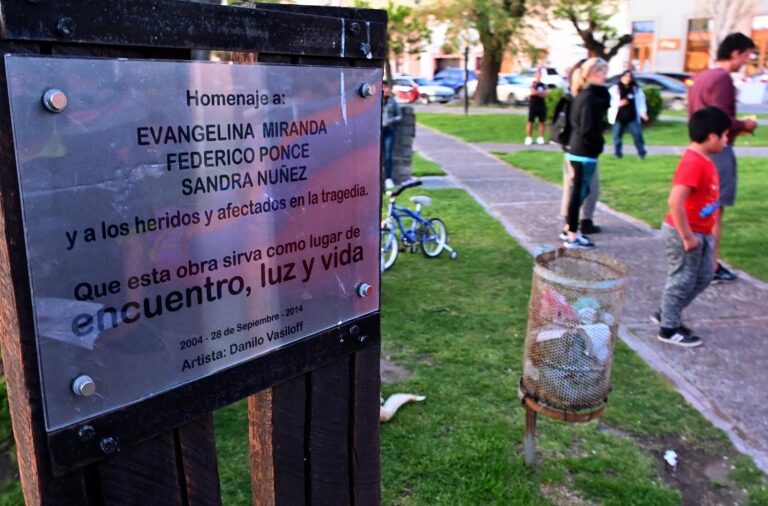 Homenaje a:
EVANGELINA MIRANDA
FEDERICO PONCE
SANDRA NUÑEZ
y a los heridos y afectados en la tragedia.
Que esta obra sirva como lugar de
encuentro, luz y vida
2004 - 28 de Septiembre - 2014
Artista: Danilo Vasiloff